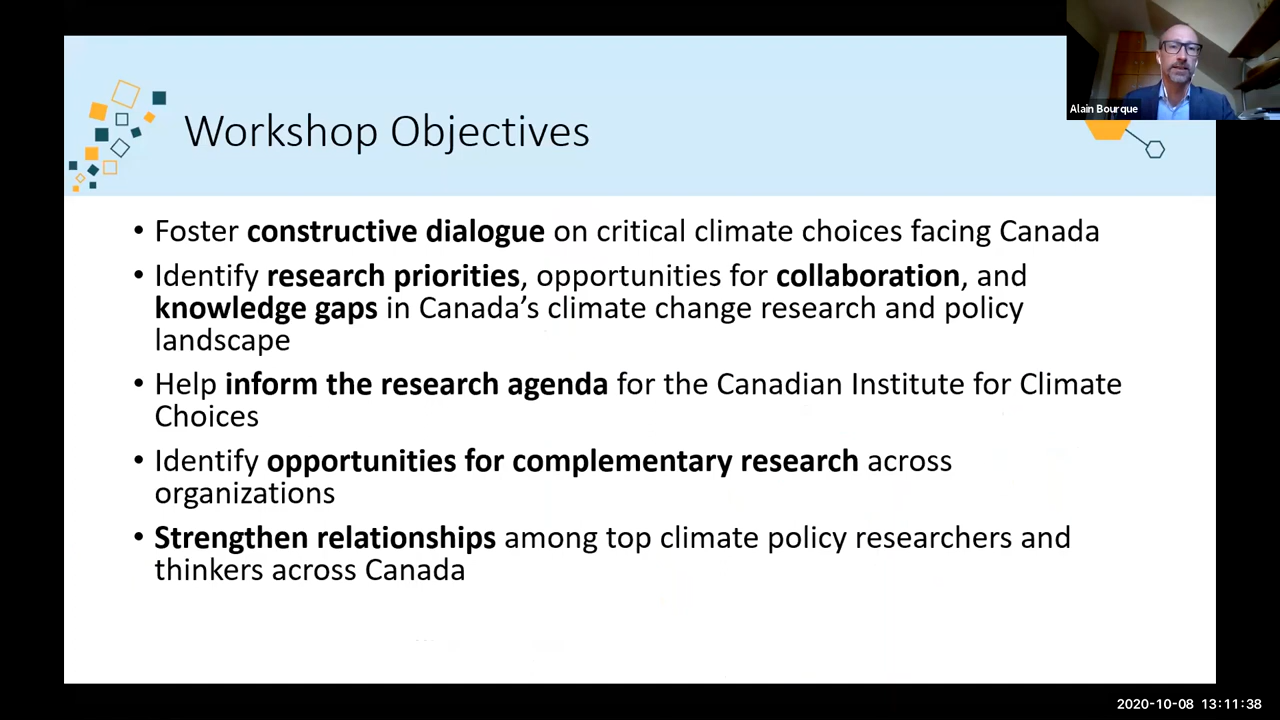 Alain Bourque
Workshop Objectives
• Foster constructive dialogue on critical climate choices facing Canada
• Identify research priorities, opportunities for collaboration, and
knowledge gaps in Canada’s climate change research and policy
landscape
• Help inform the research agenda for the Canadian Institute for Climate
Choices
• Identify opportunities for complementary research across
organizations
• Strengthen relationships among top climate policy researchers and
thinkers across Canada
2020-10-08 13:11:38